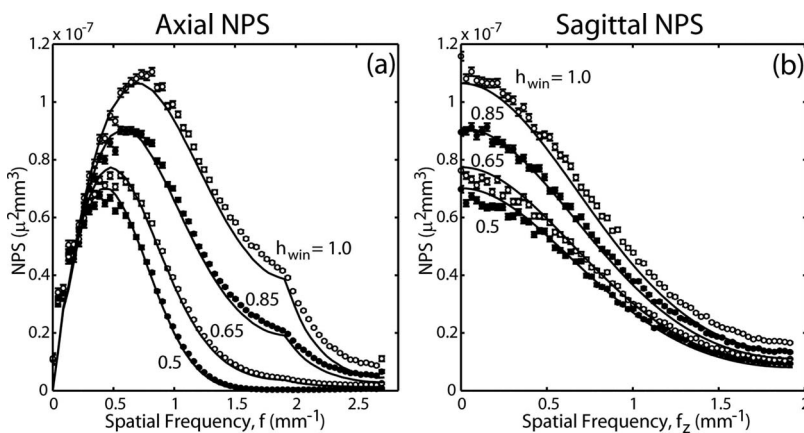 Axial NPS
Sagittal NPS
1.2 x 10⁻⁷
(a)
1
0.8
0.6
0.4
0.2
0
NPS (μ²mm³)
h_win = 1.0
0.85
0.65
0.5
0 0.5 1 1.5 2 2.5
Spatial Frequency, f (mm⁻¹)
1.2 x 10⁻⁷
(b)
1
0.8
0.6
0.4
0.2
0
NPS (μ²mm³)
h_win = 1.0
0.85
0.65
0.5
0 0.5 1 1.5 2
Spatial Frequency, f_z (mm⁻¹)